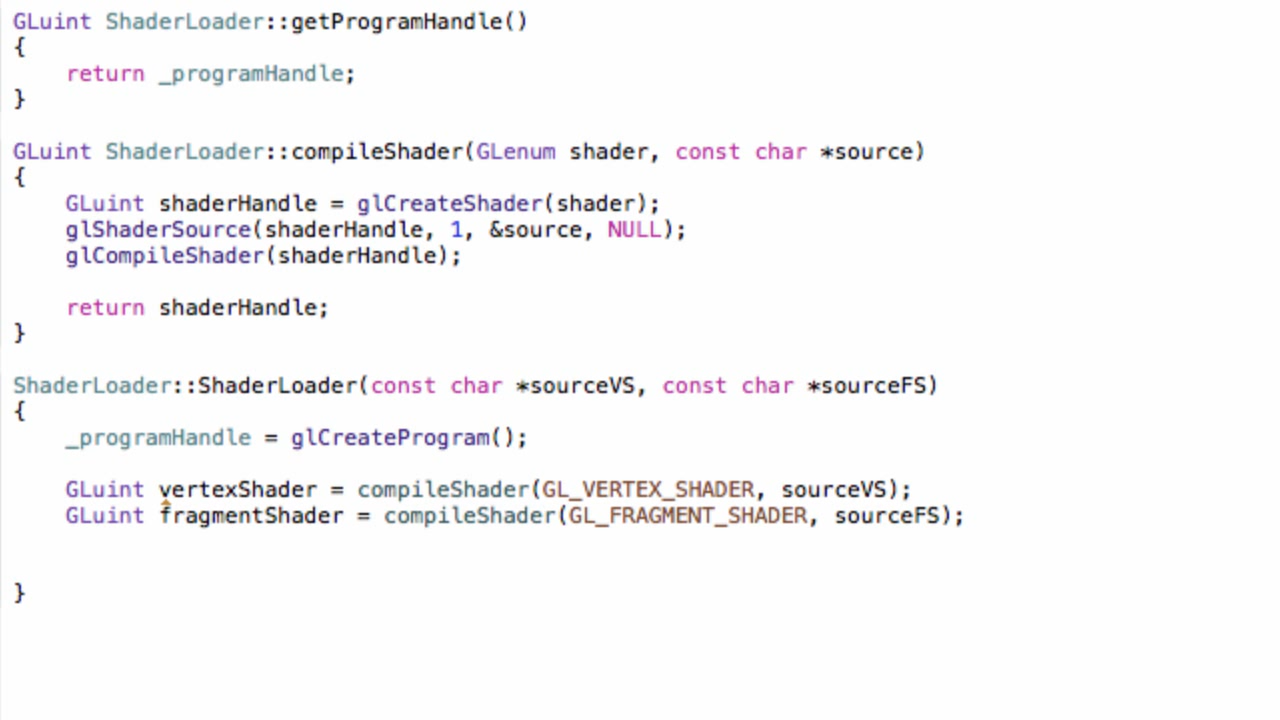 GLuint ShaderLoader::getProgramHandle()
{
    return _programHandle;
}
GLuint ShaderLoader::compileShader(GLenum shader, const char *source)
{
    GLuint shaderHandle = glCreateShader(shader);
    glShaderSource(shaderHandle, 1, &source, NULL);
    glCompileShader(shaderHandle);
    return shaderHandle;
}
ShaderLoader::ShaderLoader(const char *sourceVS, const char *sourceFS)
{
    _programHandle = glCreateProgram();
    GLuint vertexShader = compileShader(GL_VERTEX_SHADER, sourceVS);
    GLuint fragmentShader = compileShader(GL_FRAGMENT_SHADER, sourceFS);
}